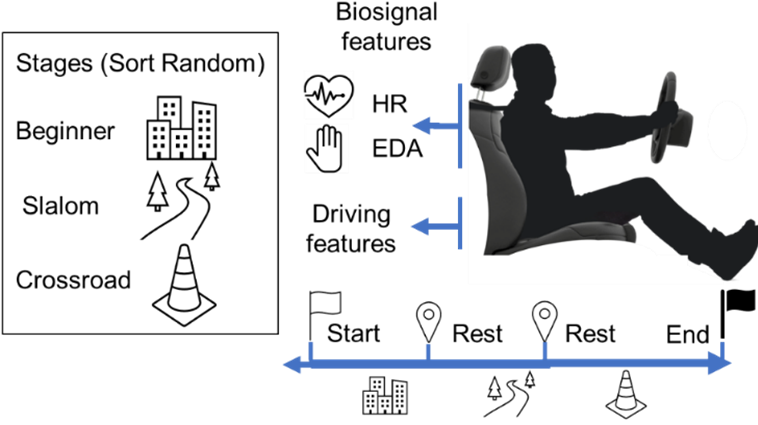 Stages (Sort Random)
Beginner
Slalom
Crossroad
Biosignal
features
HR
EDA
Driving
features
Start
Rest
Rest
End